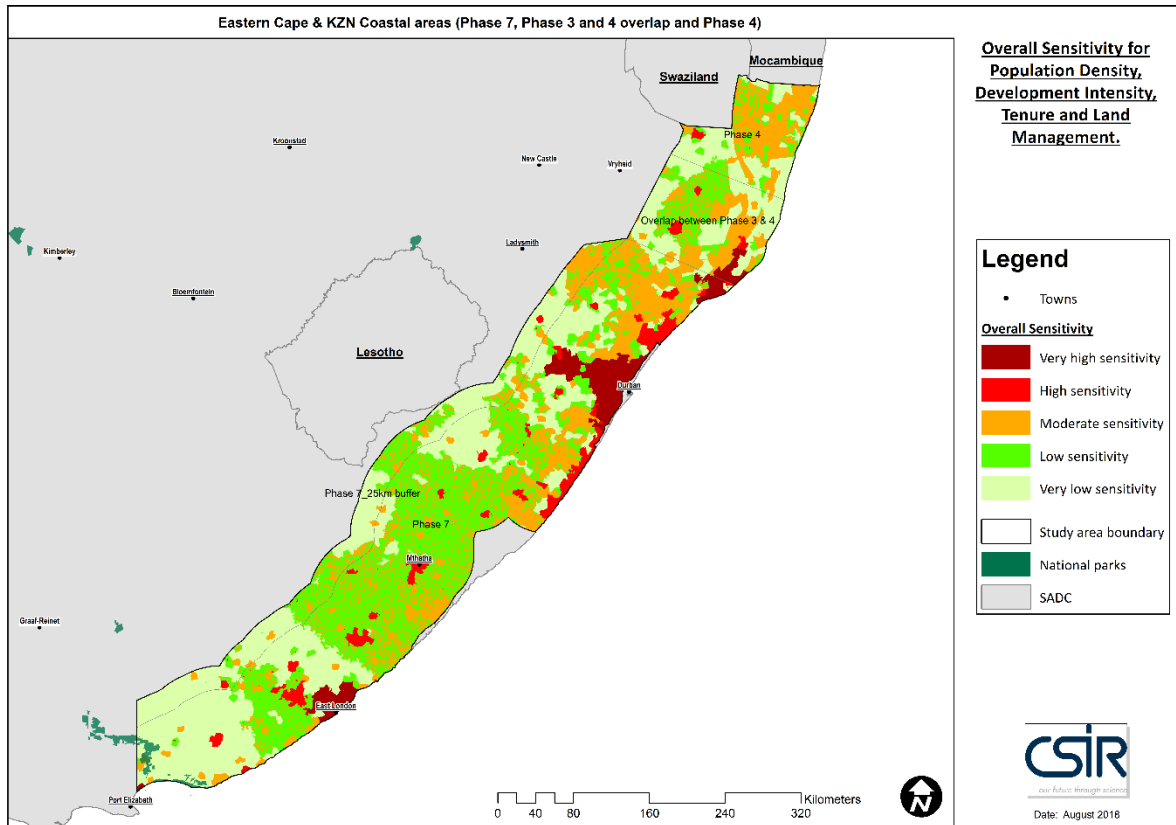 Eastern Cape & KZN Coastal areas (Phase 7, Phase 3 and 4 overlap and Phase 4)
Overall Sensitivity for
Population Density,
Development Intensity,
Tenure and Land
Management.
Mocambique
Swaziland
Phase 4
Kroonstad
New Castle
Vryheid
Overlap between Phase 3 & 4
Ladysmith
Kimberley
Bloemfontein
Lesotho
Durban
Phase 7_25km buffer
Phase 7
Mthatha
Graaf-Reinet
East London
Port Elizabath
Legend
Towns
Overall Sensitivity
Very high sensitivity
High sensitivity
Moderate sensitivity
Low sensitivity
Very low sensitivity
Study area boundary
National parks
SADC
CSIR
our future through science
Date: August 2018
N
Kilometers
0 40 80 160 240 320